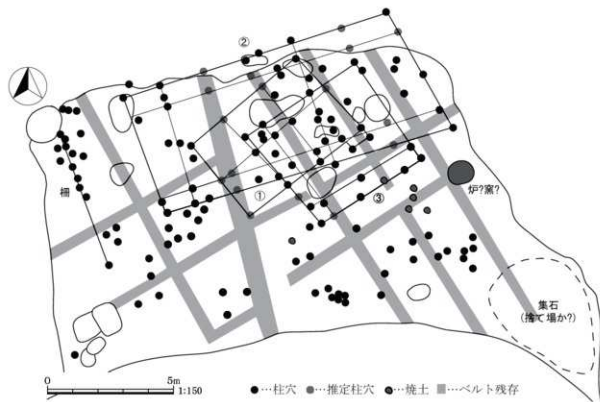 ②
柵
①
③
炉?窯?
集石
(捨て場か?)
0 5m
1:150
●…柱穴 ●…推定柱穴 ●…焼土 ■…ベルト残存